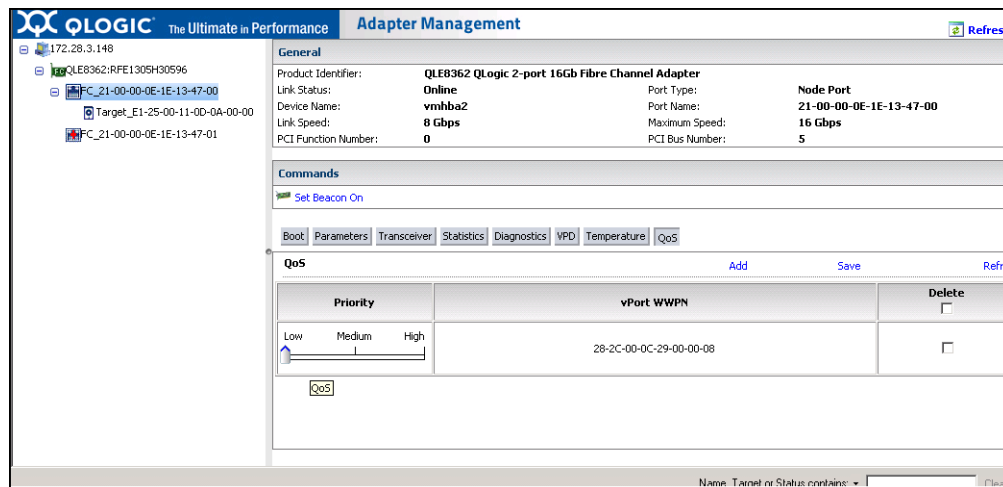 QLOGIC The Ultimate in Performance Adapter Management
Refres
172.28.3.148
QLE8362:RFE1305H30596
FC_21-00-00-0E-1E-13-47-00
Target_E1-25-00-11-0D-0A-00-00
FC_21-00-00-0E-1E-13-47-01
General
Product Identifier: QLE8362 QLogic 2-port 16Gb Fibre Channel Adapter
Link Status: Online Port Type: Node Port
Device Name: vmhba2 Port Name: 21-00-00-0E-1E-13-47-00
Link Speed: 8 Gbps Maximum Speed: 16 Gbps
PCI Function Number: 0 PCI Bus Number: 5
Commands
Set Beacon On
Boot Parameters Transceiver Statistics Diagnostics VPD Temperature QoS
QoS Add Save Refr
Priority vPort WWPN Delete
Low Medium High
28-2C-00-0C-29-00-00-08
QoS
Name, Target or Status contains: Clea